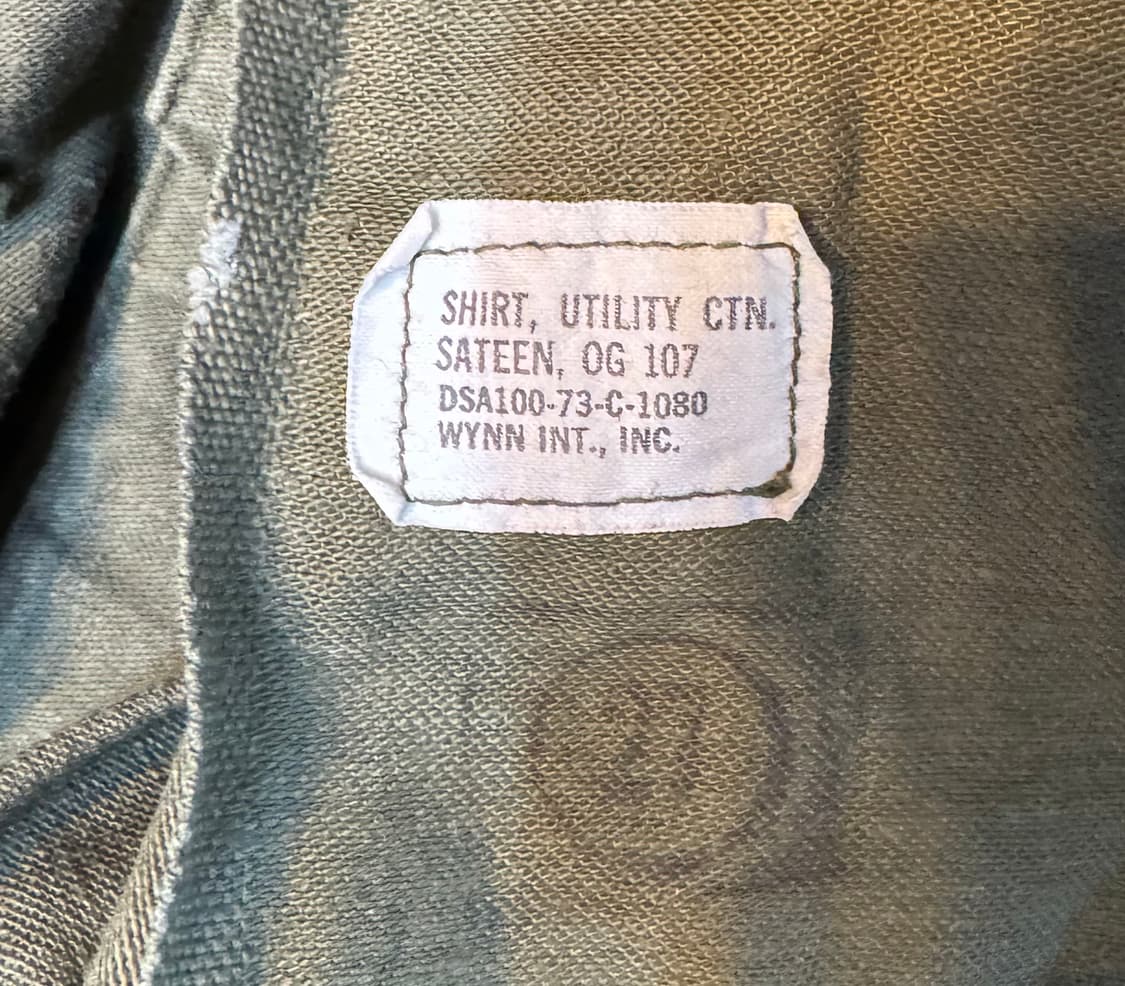 SHIRT, UTILITY CTN.
SATEEN, OG 107
DSA100-73-C-1080
WYNN INT., INC.